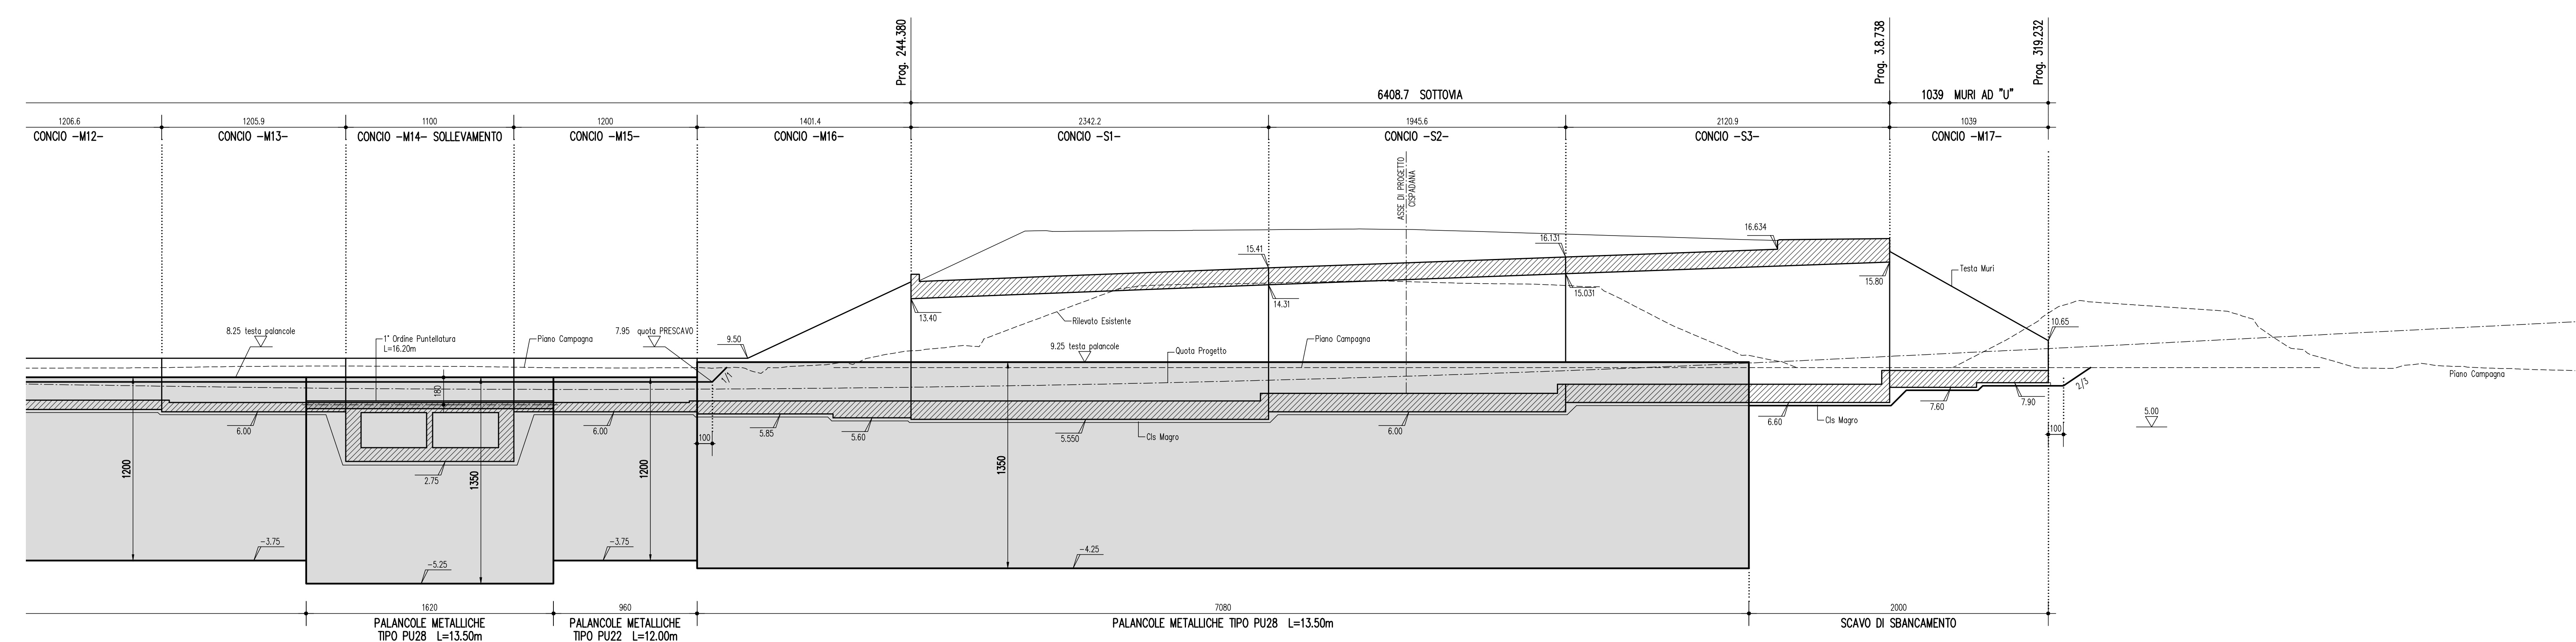 Prog. 244.380
Prog. 3.8.738
Prog. 319.232
6408.7 SOTTOVIA
1039 MURI AD "U"
1206.6
1205.9
1100
1200
1401.4
2342.2
1945.6
2120.9
1039
CONCIO -M12-
CONCIO -M13-
CONCIO -M14- SOLLEVAMENTO
CONCIO -M15-
CONCIO -M16-
CONCIO -S1-
CONCIO -S2-
CONCIO -S3-
CONCIO -M17-
ASSE DI PROGETTO
CISPADANA
15.41
16.131
16.634
14.31
15.031
15.80
13.40
Testa Muri
Rilevato Esistente
8.25 testa palancole
1° Ordine Puntellatura
L=16.20m
Piano Campagna
7.95 quota PRESCAVO
9.50
9.25 testa palancole
Quota Progetto
Piano Campagna
10.65
Piano Campagna
1/1
2/3
180
6.00
6.00
5.85
5.60
5.550
Cls Magro
6.00
6.60
Cls Magro
7.60
7.90
5.00
100
100
2.75
1200
1350
1200
1350
-3.75
-5.25
-3.75
-4.25
1620
960
7080
2000
PALANCOLE METALLICHE
TIPO PU28 L=13.50m
PALANCOLE METALLICHE
TIPO PU22 L=12.00m
PALANCOLE METALLICHE TIPO PU28 L=13.50m
SCAVO DI SBANCAMENTO